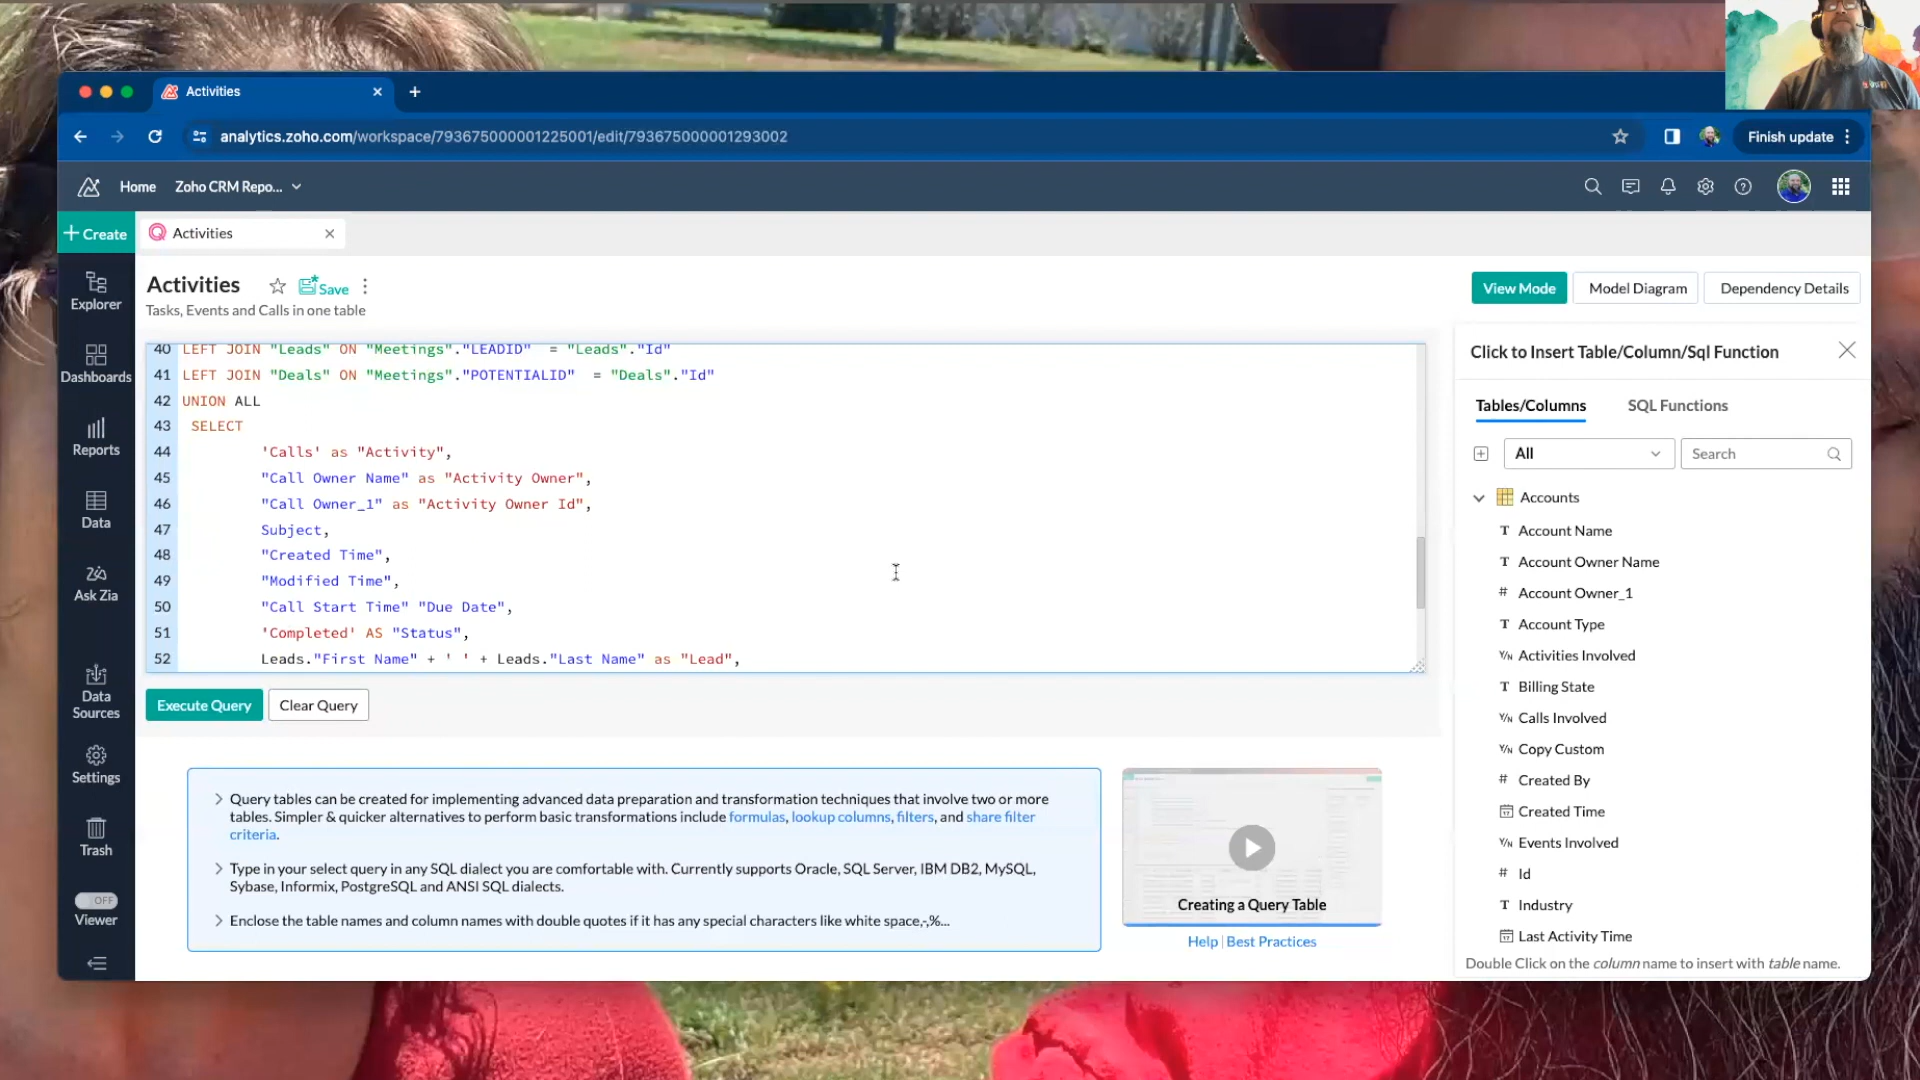 Activities
analytics.zoho.com/workspace/793675000001225001/edit/793675000001293002
Finish update
Home
Zoho CRM Repo...
Create
Activities
Explorer
Dashboards
Reports
Data
Ask Zia
Data Sources
Settings
Trash
OFF
Viewer
Activities
Save
Tasks, Events and Calls in one table
View Mode
Model Diagram
Dependency Details
40 LEFT JOIN "Leads" ON "Meetings"."LEADID"  = "Leads"."Id"
41 LEFT JOIN "Deals" ON "Meetings"."POTENTIALID"  = "Deals"."Id"
42 UNION ALL
43 SELECT
44 'Calls' as "Activity",
45 "Call Owner Name" as "Activity Owner",
46 "Call Owner_1" as "Activity Owner Id",
47 Subject,
48 "Created Time",
49 "Modified Time",
50 "Call Start Time" "Due Date",
51 'Completed' AS "Status",
52 Leads."First Name" + ' ' + Leads."Last Name" as "Lead",
Execute Query
Clear Query
Query tables can be created for implementing advanced data preparation and transformation techniques that involve two or more
tables. Simpler & quicker alternatives to perform basic transformations include formulas, lookup columns, filters, and share filter
criteria.
Type in your select query in any SQL dialect you are comfortable with. Currently supports Oracle, SQL Server, IBM DB2, MySQL,
Sybase, Informix, PostgreSQL and ANSI SQL dialects.
Enclose the table names and column names with double quotes if it has any special characters like white space,-,%...
Creating a Query Table
Help | Best Practices
Click to Insert Table/Column/Sql Function
Tables/Columns
SQL Functions
All
Search
Accounts
T Account Name
T Account Owner Name
# Account Owner_1
T Account Type
Y/N Activities Involved
T Billing State
Y/N Calls Involved
Y/N Copy Custom
# Created By
Created Time
Y/N Events Involved
# Id
T Industry
Last Activity Time
Double Click on the column name to insert with table name.